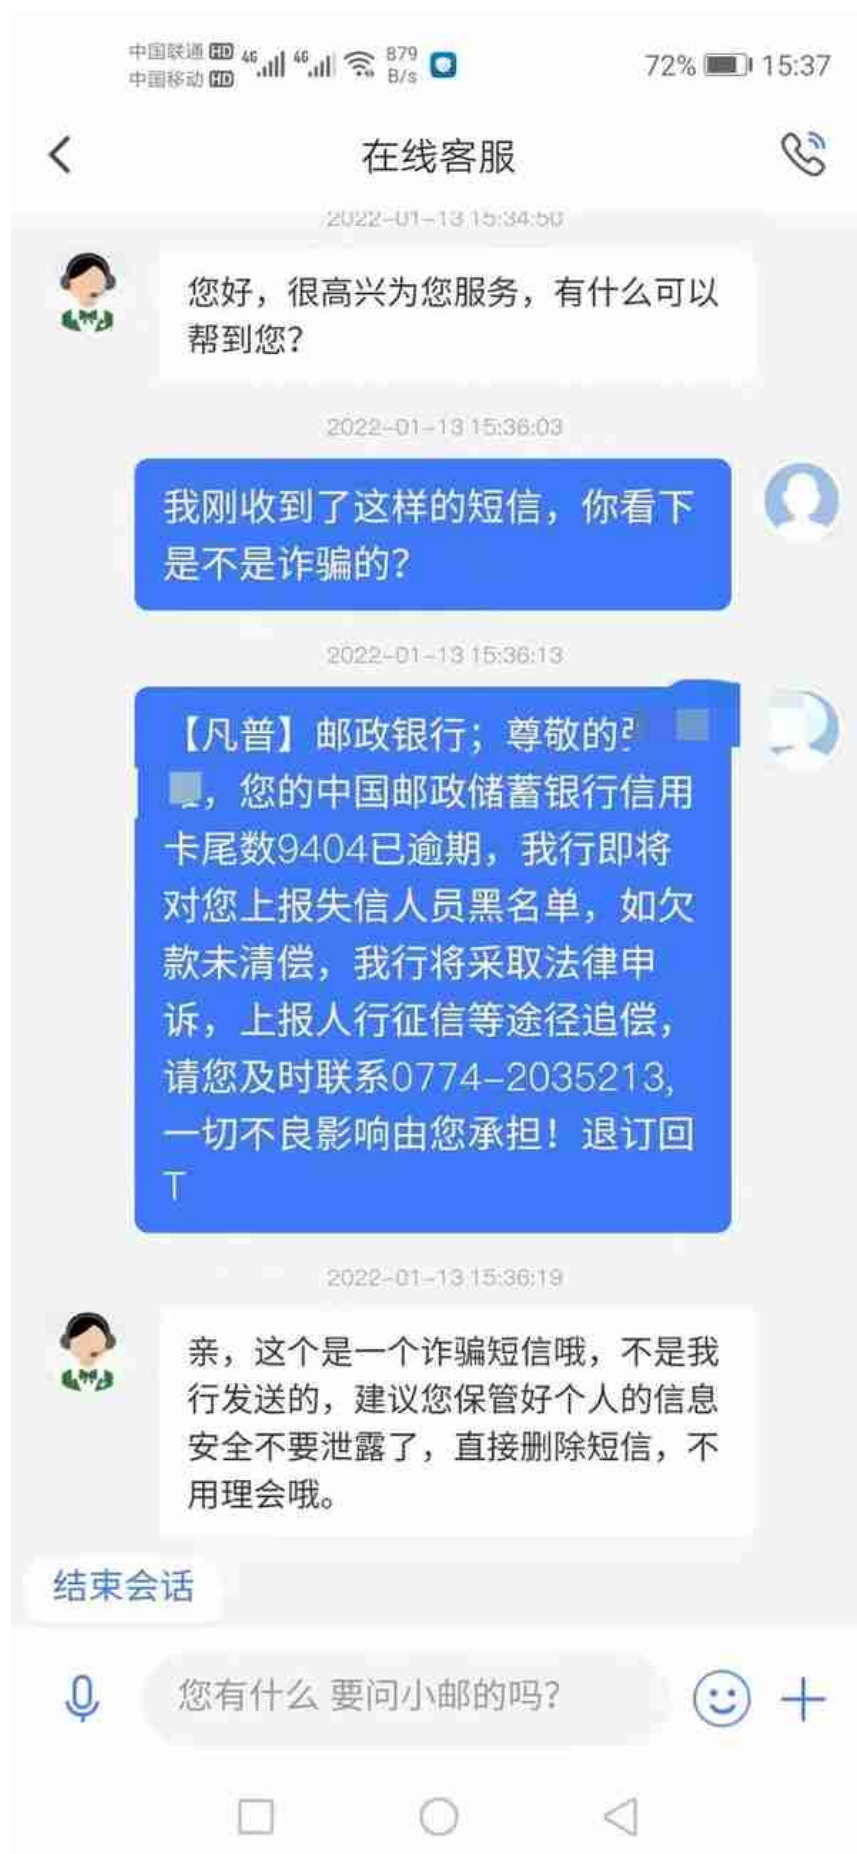 中国联通 HD 4G 4G 879 72% 15:37
中国移动 HD B/s
在线客服
2022-01-13 15:34:50
您好，很高兴为您服务，有什么可以
帮到您？
2022-01-13 15:36:03
我刚收到了这样的短信，你看下
是不是诈骗的？
2022-01-13 15:36:13
【凡普】邮政银行；尊敬的
，您的中国邮政储蓄银行信用
卡尾数9404已逾期，我行即将
对您上报失信人员黑名单，如欠
款未清偿，我行将采取法律申
诉，上报人行征信等途径追偿，
请您及时联系0774-2035213,
一切不良影响由您承担！退订回
T
2022-01-13 15:36:19
亲，这个是一个诈骗短信哦，不是我
行发送的，建议您保管好个人的信息
安全不要泄露了，直接删除短信，不
用理会哦。
结束会话
您有什么 要问小邮的吗？